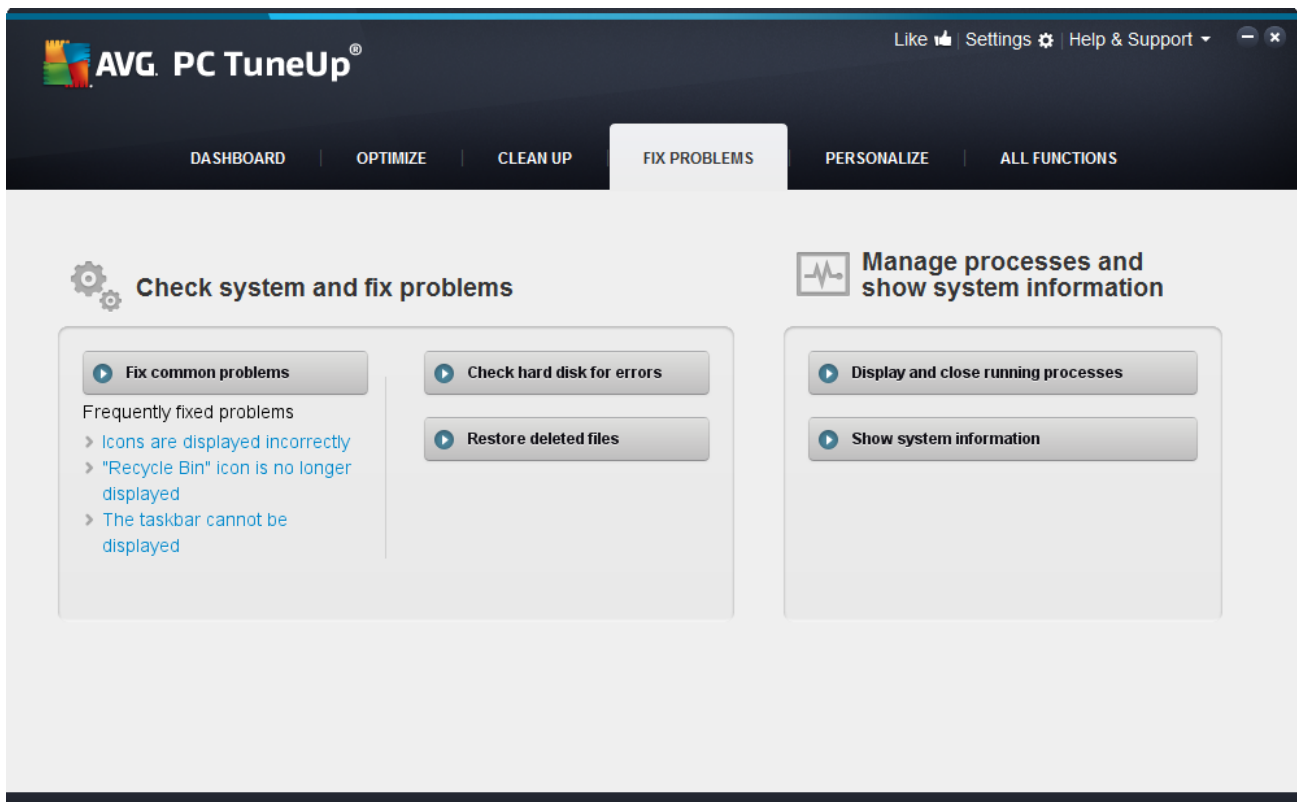 Like | Settings | Help & Support
AVG. PC TuneUp®
DASHBOARD
OPTIMIZE
CLEAN UP
FIX PROBLEMS
PERSONALIZE
ALL FUNCTIONS
Check system and fix problems
Fix common problems
Frequently fixed problems
Icons are displayed incorrectly
"Recycle Bin" icon is no longer
displayed
The taskbar cannot be
displayed
Check hard disk for errors
Restore deleted files
Manage processes and
show system information
Display and close running processes
Show system information